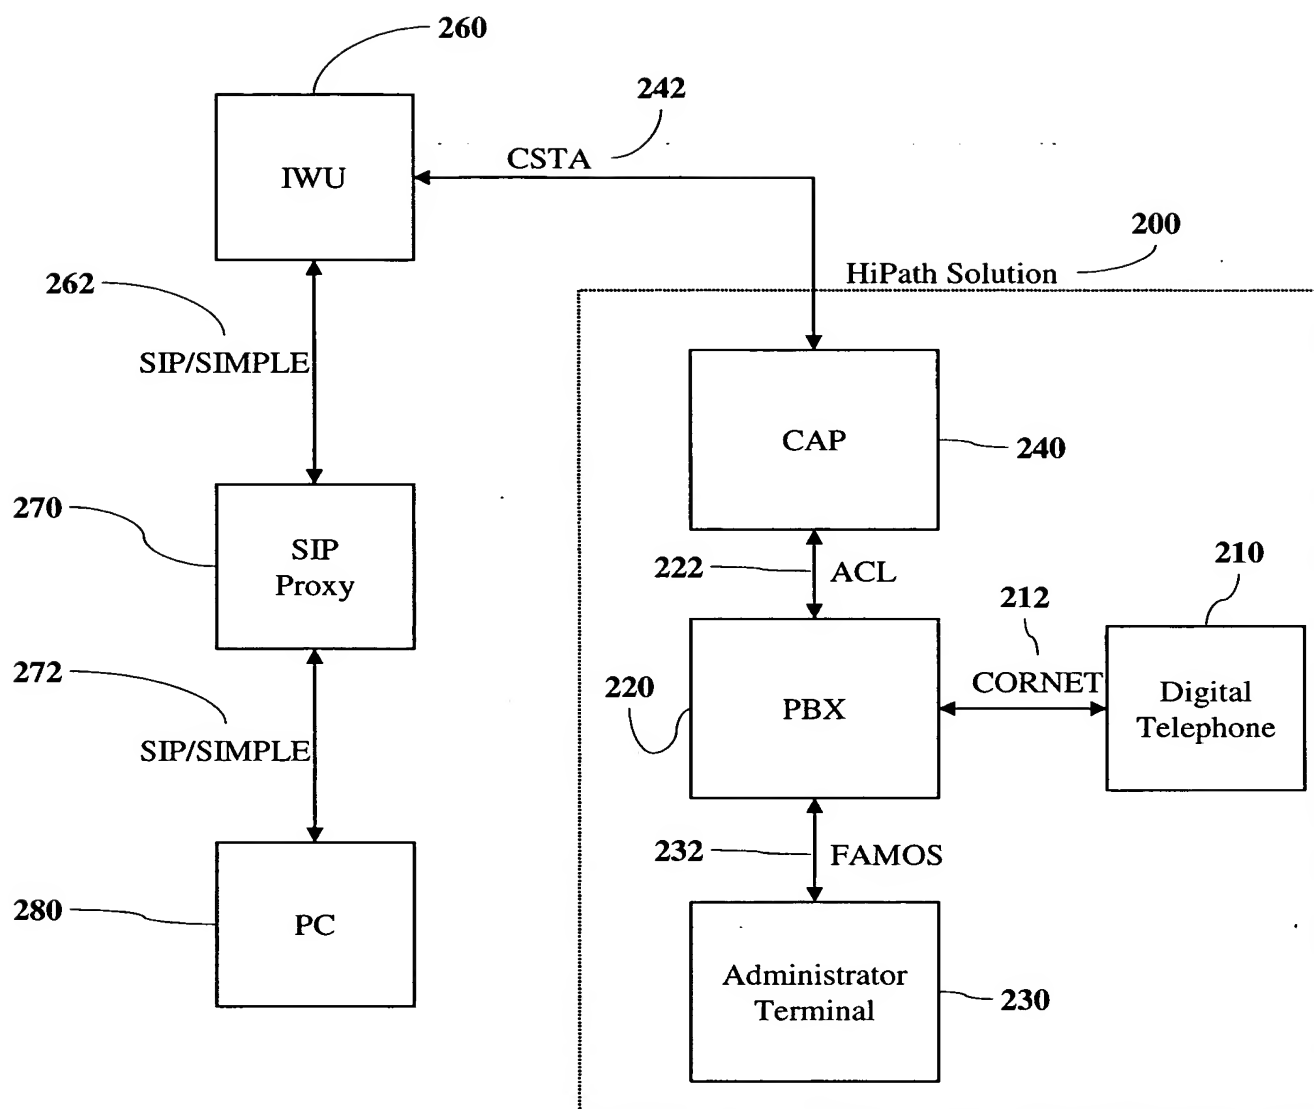 260
242
CSTA
IWU
200
HiPath Solution
262
SIP/SIMPLE
CAP
240
270
SIP
Proxy
222
ACL
210
212
CORNET
272
220
PBX
Digital
Telephone
SIP/SIMPLE
232
FAMOS
280
PC
Administrator
Terminal
230